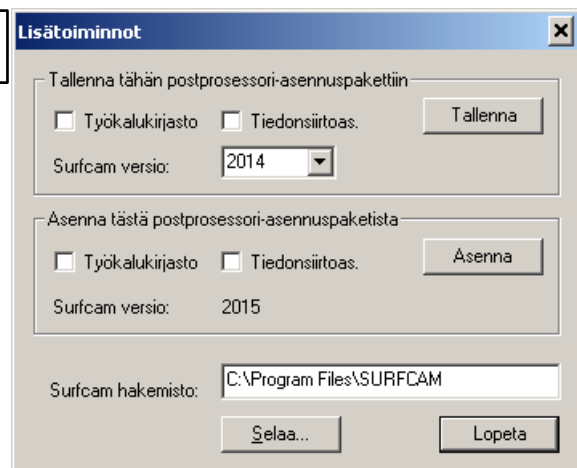 Lisätoiminnot
Tallenna tähän postprosessori-asennuspakettiin
Työkalukirjasto Tiedonsiirtoas. Tallenna
Surfcam versio: 2014
Asenna tästä postprosessori-asennuspaketista
Työkalukirjasto Tiedonsiirtoas. Asenna
Surfcam versio: 2015
Surfcam hakemisto: C:\Program Files\SURFCAM
Selaa... Lopeta